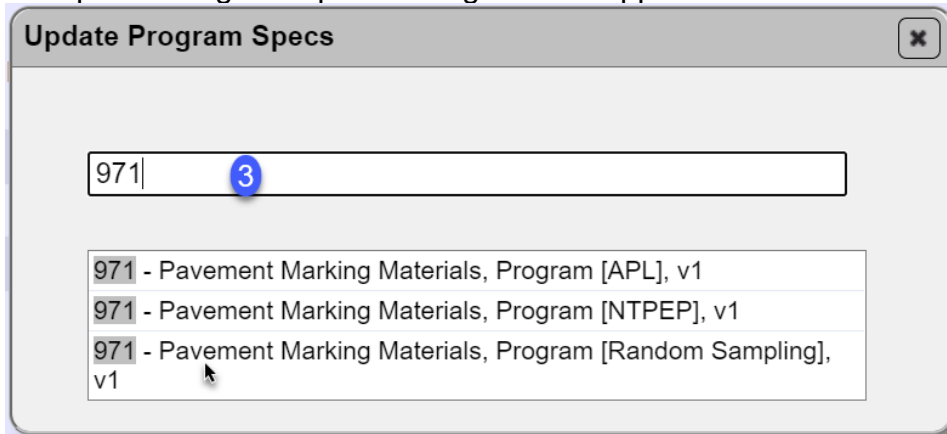 Update Program Specs
971
3
971 - Pavement Marking Materials, Program [APL], v1
971 - Pavement Marking Materials, Program [NTPEP], v1
971 - Pavement Marking Materials, Program [Random Sampling],
v1